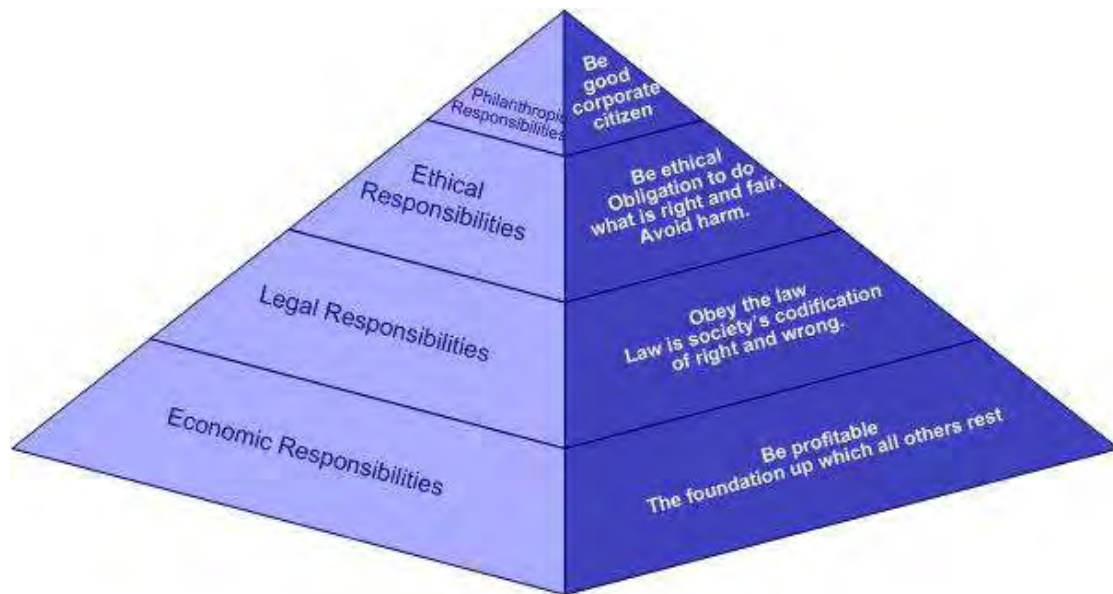 Philanthropic
Responsibilities
Be
good
corporate
citizen
Ethical
Responsibilities
Be ethical
Obligation to do
what is right and fair.
Avoid harm.
Legal Responsibilities
Obey the law
Law is society's codification
of right and wrong.
Economic Responsibilities
Be profitable
The foundation up which all others rest